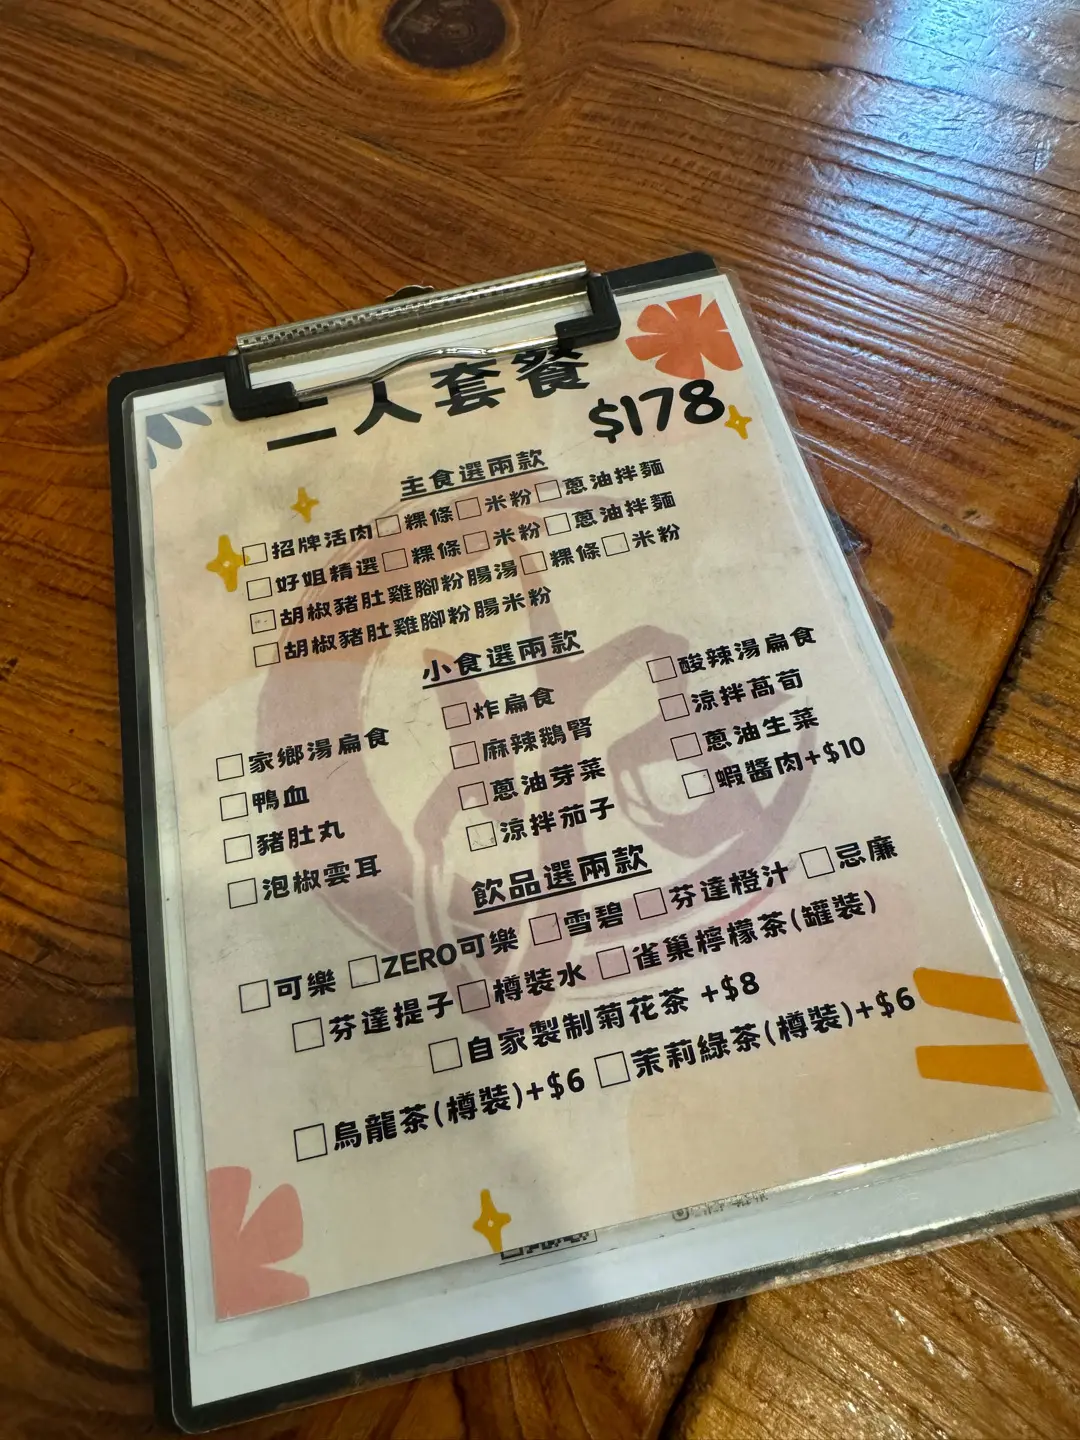 二人套餐
$178
主食選兩款
□招牌活肉□粿條□米粉□蔥油拌麵
□好姐精選□粿條□米粉□蔥油拌麵
□胡椒豬肚雞腳粉腸湯□粿條□米粉
□胡椒豬肚雞腳粉腸米粉
小食選兩款
□家鄉湯扁食 □炸扁食 □酸辣湯扁食
□鴨血 □麻辣鵝腎 □涼拌萵荀
□豬肚丸 □蔥油芽菜 □蔥油生菜
□泡椒雲耳 □涼拌茄子 □蝦醬肉+$10
飲品選兩款
□可樂 □ZERO可樂 □雪碧 □芬達橙汁 □忌廉
□芬達提子□樽裝水 □雀巢檸檬茶(罐裝)
□自家製制菊花茶 +$8
□烏龍茶(樽裝)+$6 □茉莉綠茶(樽裝)+$6